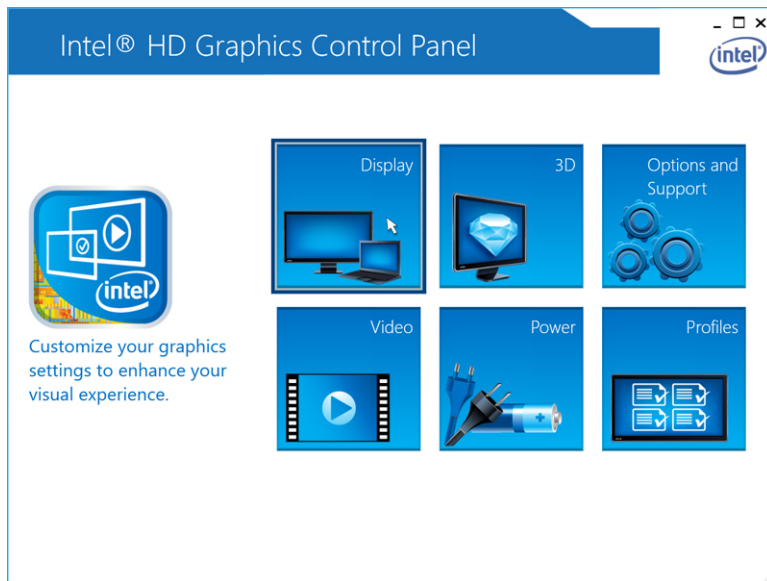 Intel® HD Graphics Control Panel
intel
Display
3D
Options and
Support
intel
Customize your graphics
settings to enhance your
visual experience.
Video
Power
Profiles